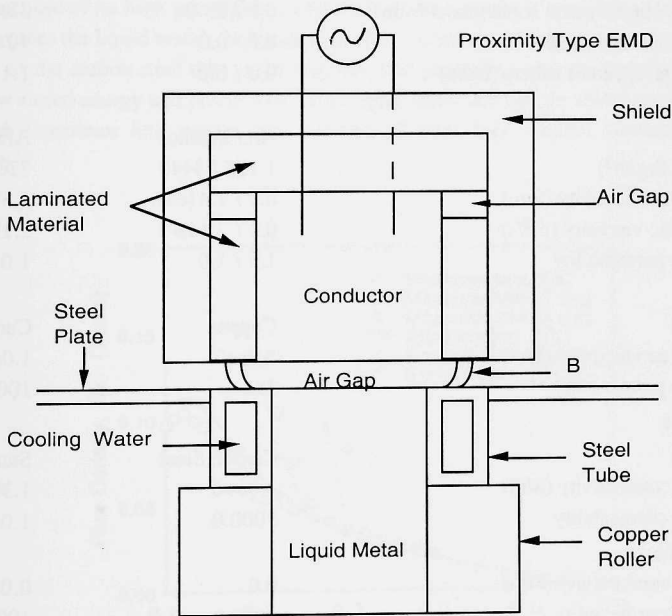 Proximity Type EMD
Shield
Laminated
Material
Air Gap
Conductor
Steel
Plate
Air Gap
B
Cooling Water
Steel
Tube
Liquid Metal
Copper
Roller